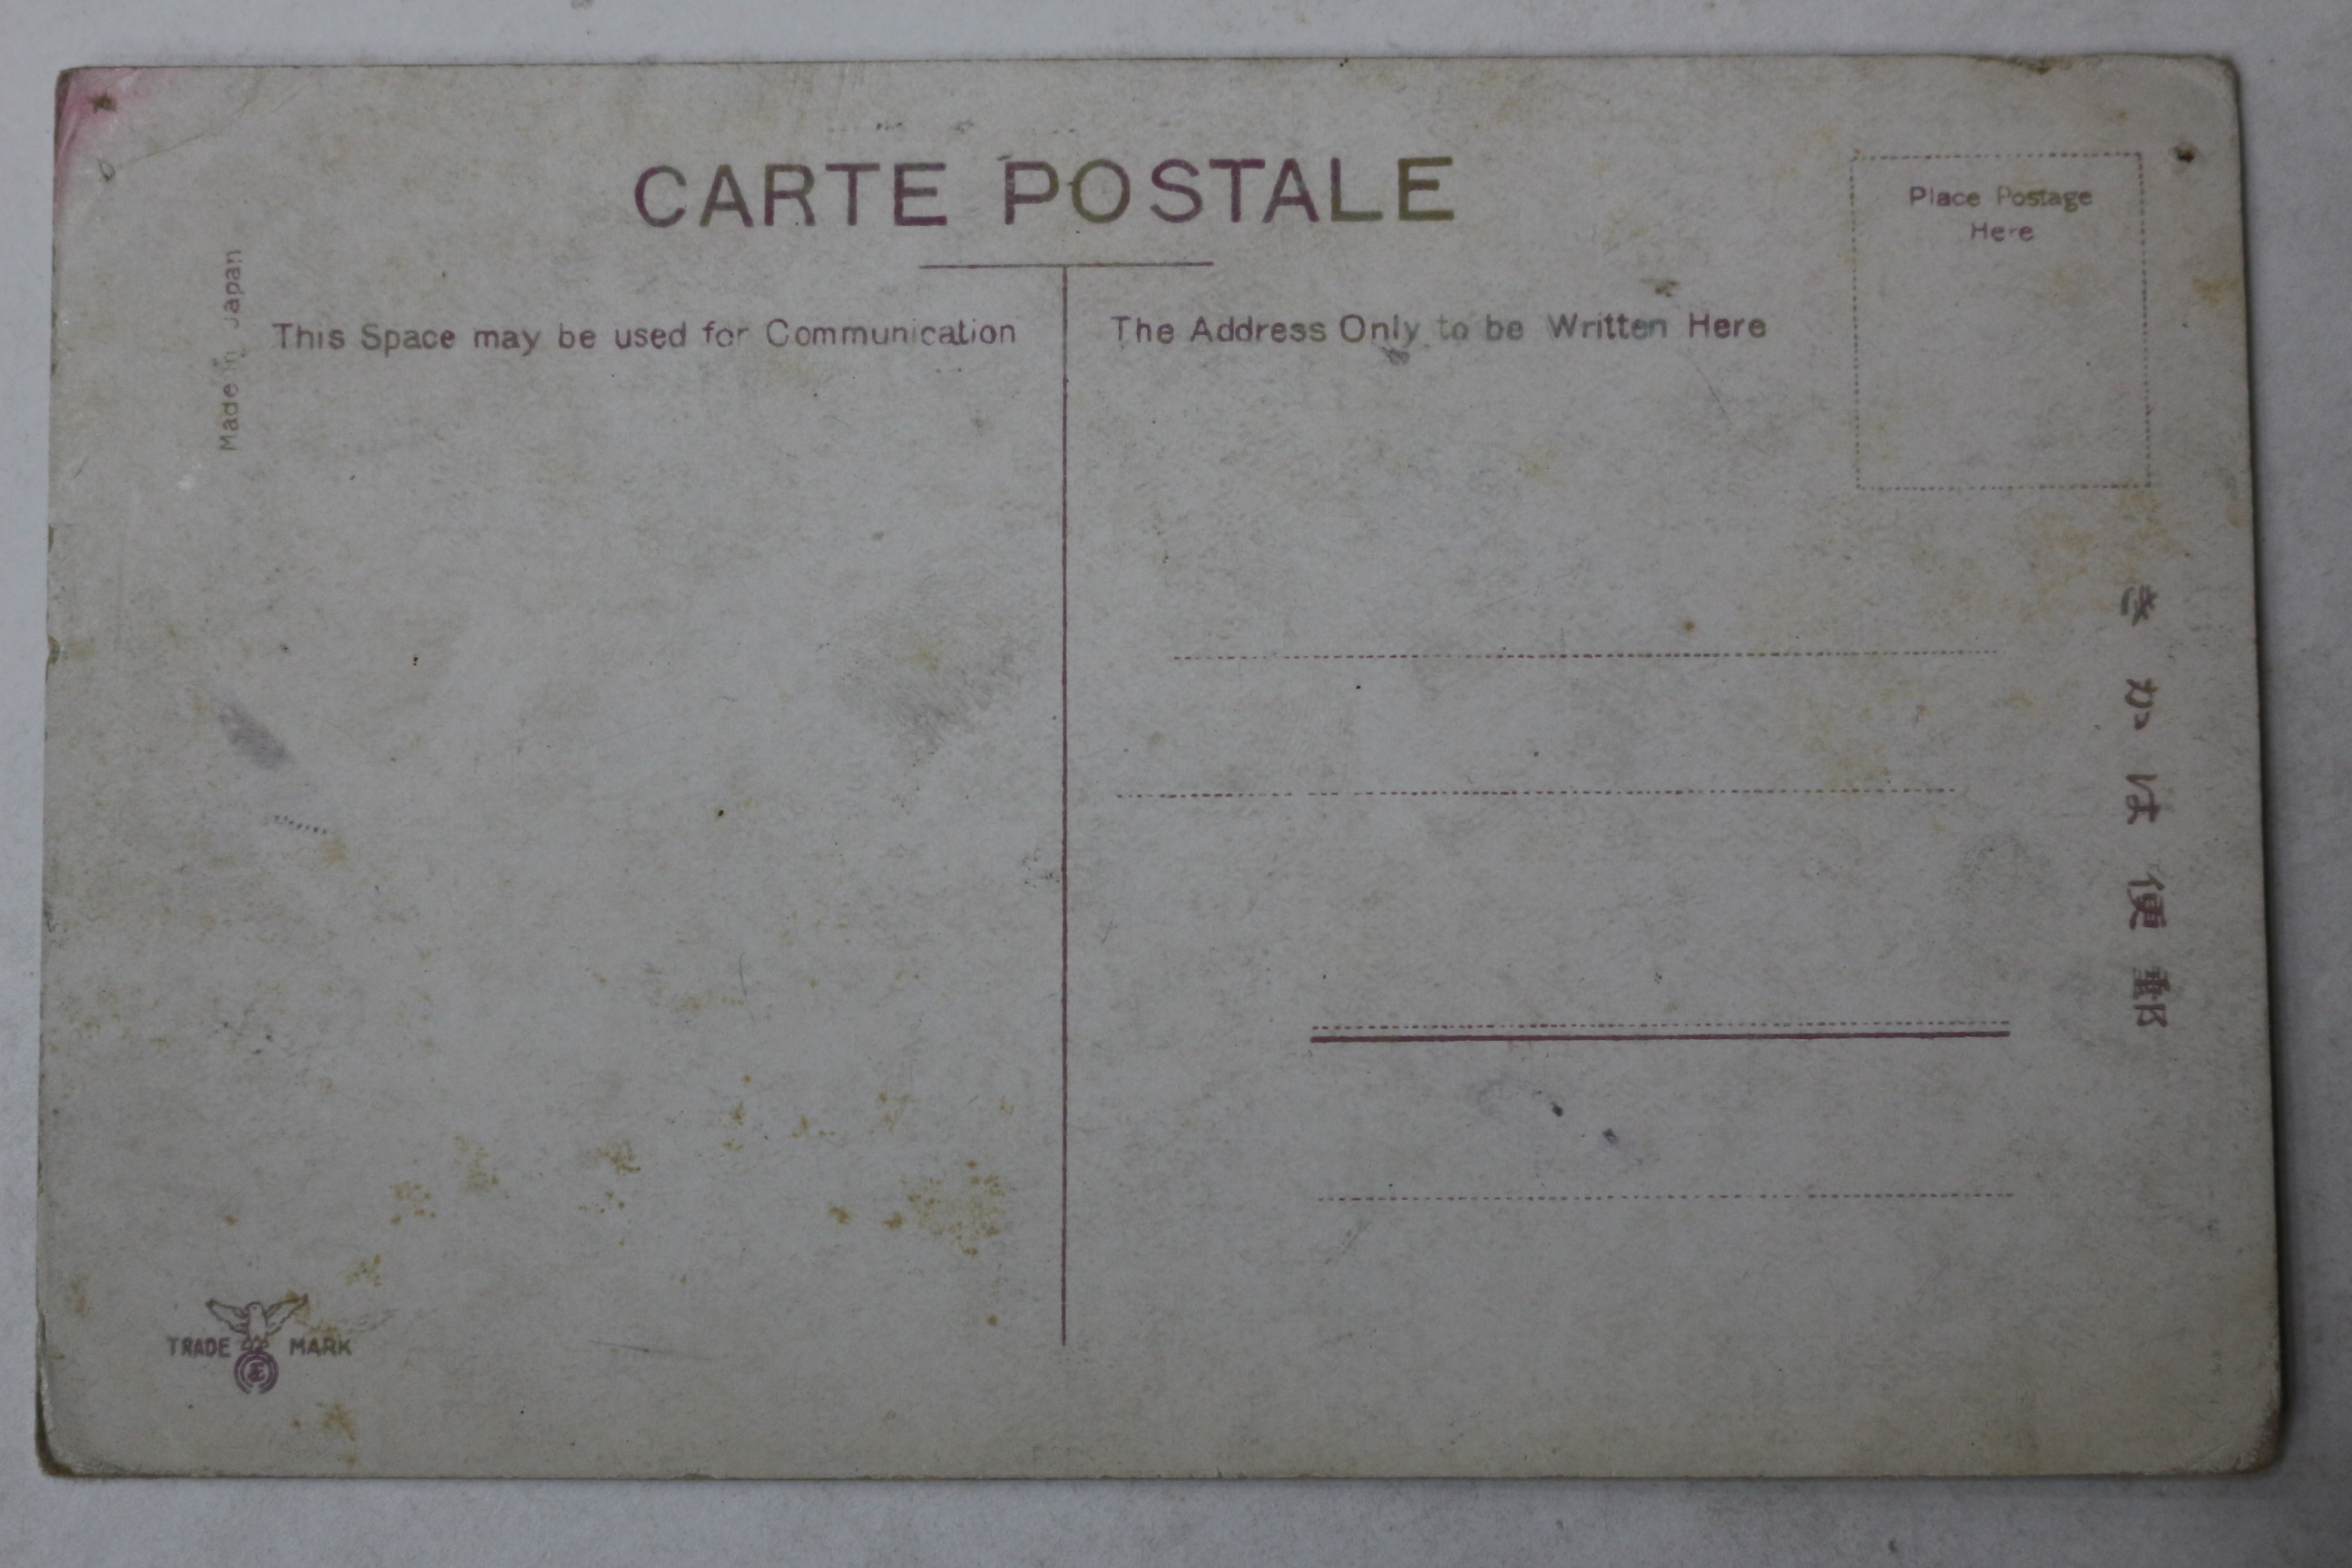 CARTE POSTALE
Place Postage
Here
Made in Japan
This Space may be used for Communication
The Address Only to be Written Here
郵便はかき
TRADE MARK